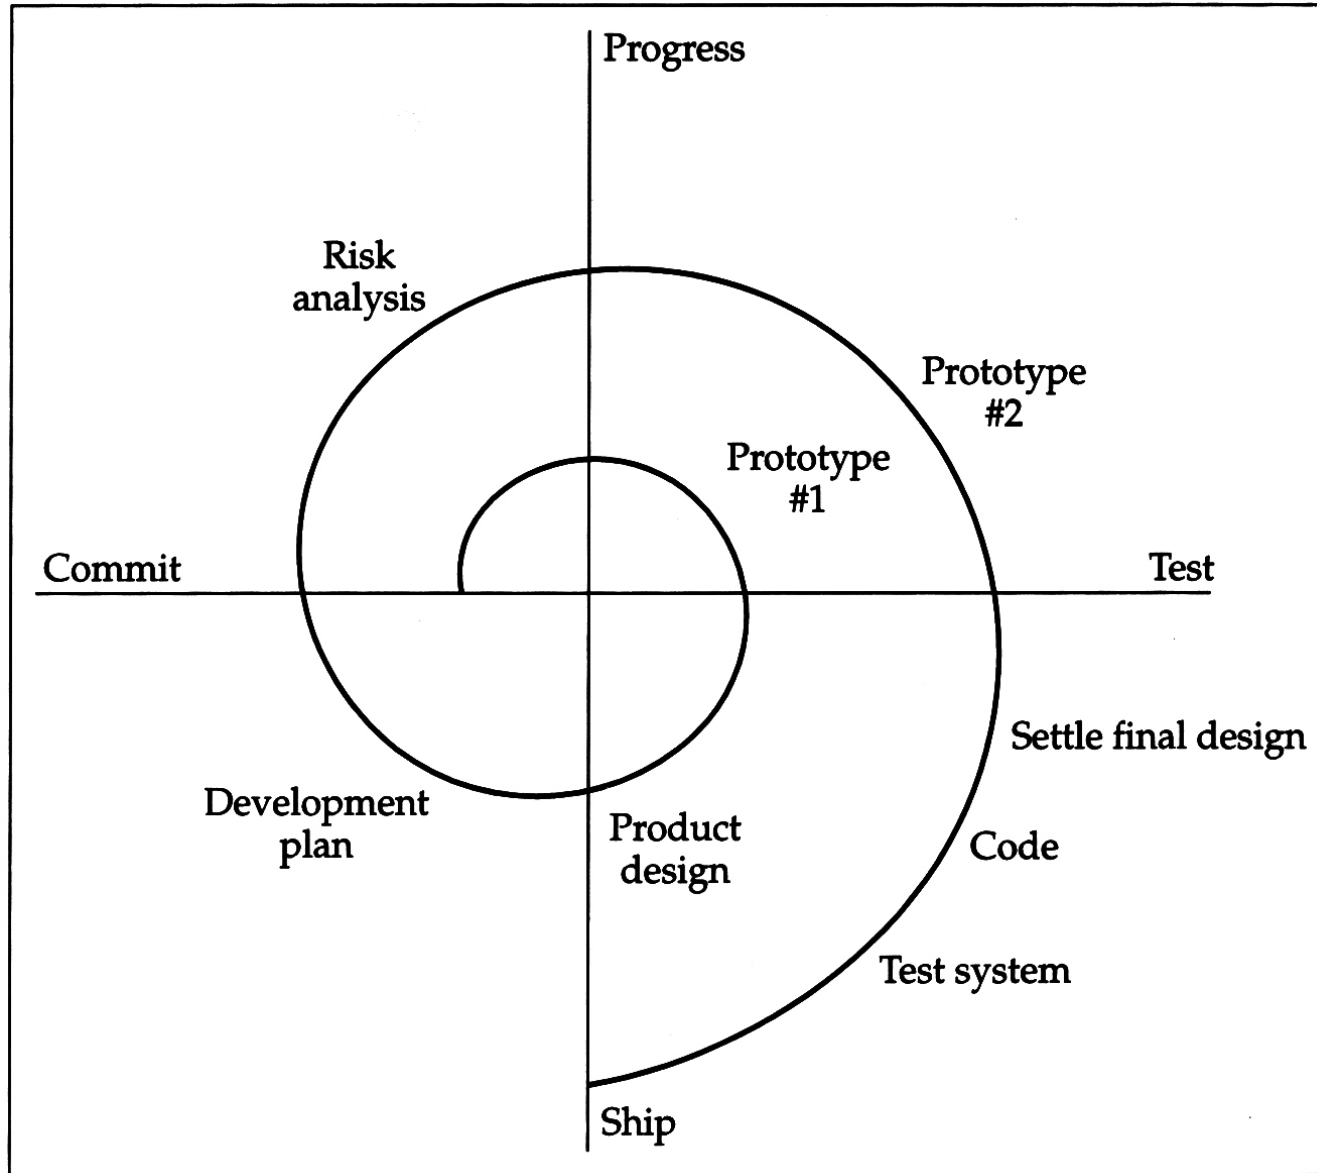 Progress
Risk
analysis
Prototype
#2
Prototype
#1
Commit
Test
Settle final design
Development
plan
Product
design
Code
Test system
Ship